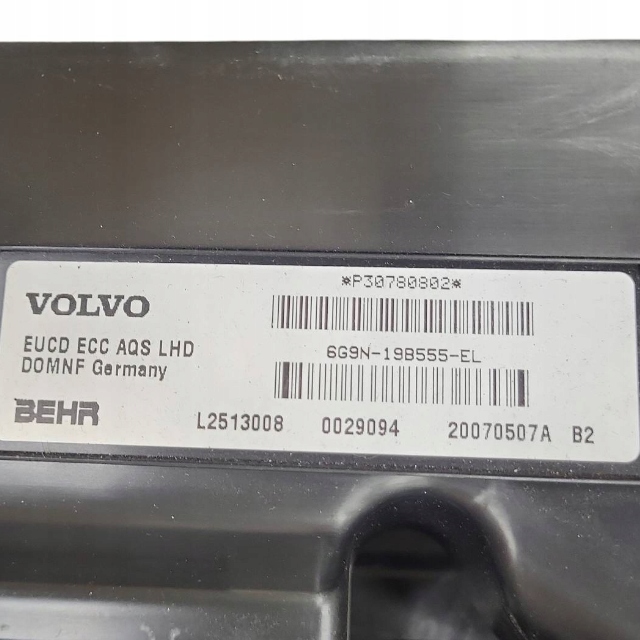 VOLVO
*P30780802*
EUCD ECC AQS LHD
DOMNF Germany
6G9N-19B555-EL
BEHR
L2513008 0029094 20070507A B2